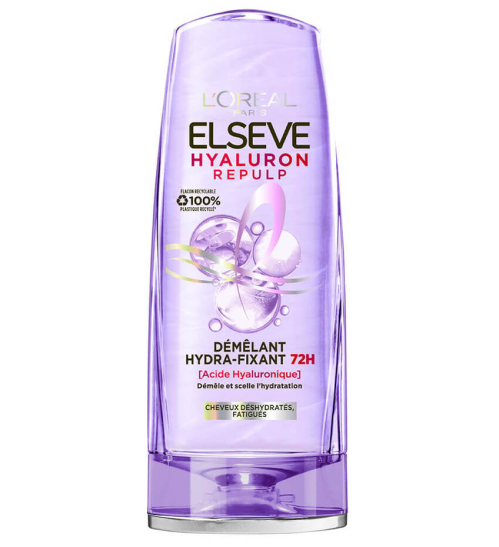 L'ORÉAL
PARIS
ELSEVE
HYALURON
REPULP
FLACON RECYCLABLE
100%
PLASTIQUE RECYCLÉ*
DÉMÊLANT
HYDRA-FIXANT 72H
[Acide Hyaluronique]
Démêle et scelle l'hydratation
CHEVEUX DÉSHYDRATÉS,
FATIGUÉS